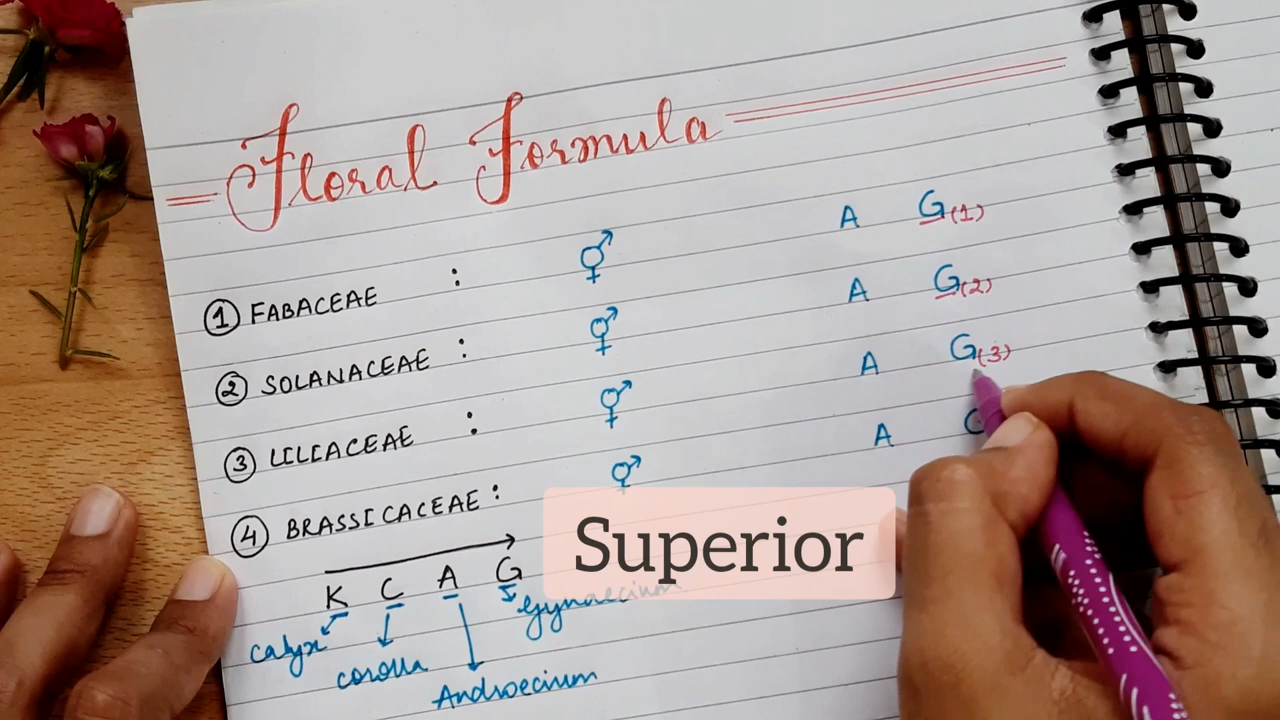 Floral Formula
① FABACEAE : ⚥ A G(1)
② SOLANACEAE : ⚥ A G(2)
③ LILIACEAE : ⚥ A G(3)
④ BRASSICACEAE : ⚥ A G
Superior
K C A G
calyx corolla Androecium Gynaecium